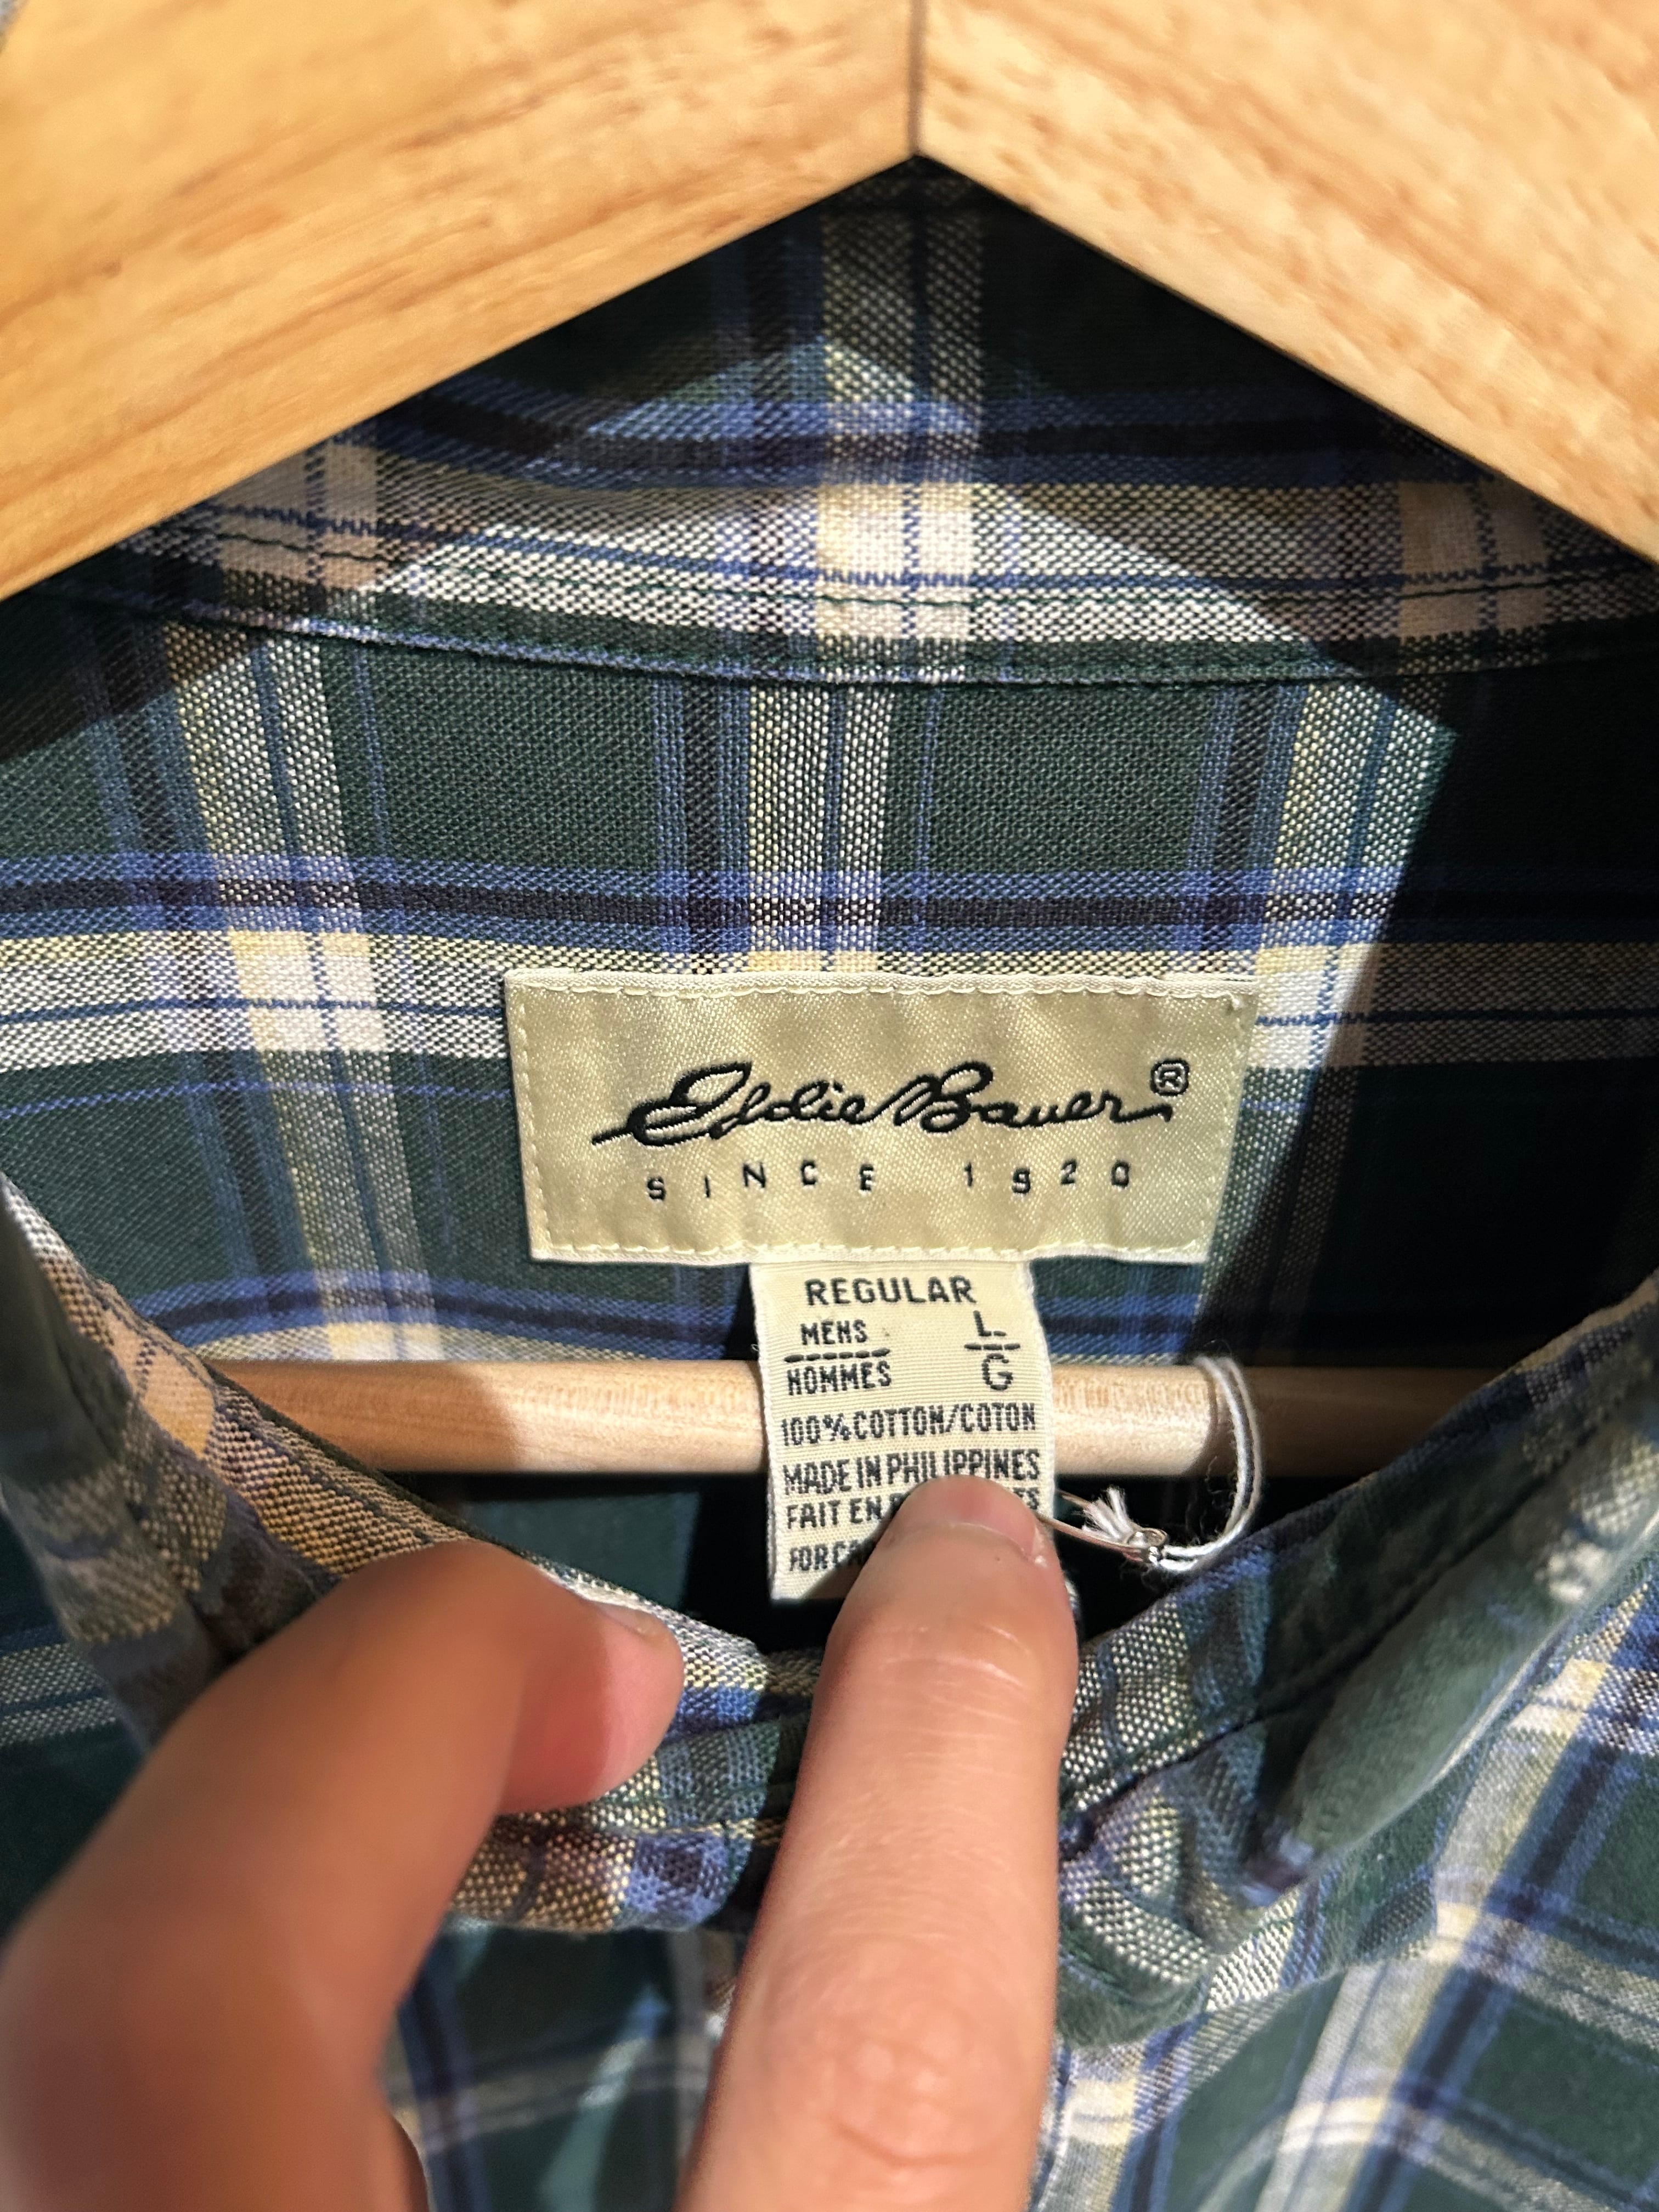 Eddie Bauer®
SINCE 1920
REGULAR
MENS L
HOMMES G
100% COTTON/COTON
MADE IN PHILIPPINES
FAIT EN
FOR